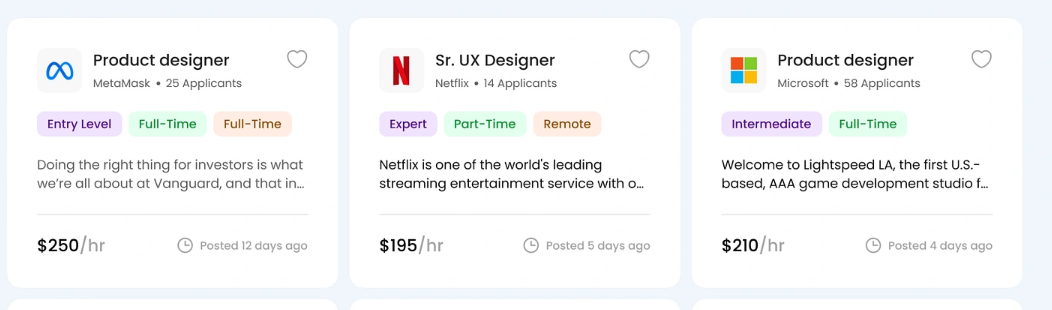 Product designer
MetaMask • 25 Applicants
Entry Level Full-Time Full-Time
Doing the right thing for investors is what
we’re all about at Vanguard, and that in...
$250/hr Posted 12 days ago
Sr. UX Designer
Netflix • 14 Applicants
Expert Part-Time Remote
Netflix is one of the world's leading
streaming entertainment service with o...
$195/hr Posted 5 days ago
Product designer
Microsoft • 58 Applicants
Intermediate Full-Time
Welcome to Lightspeed LA, the first U.S.-
based, AAA game development studio f...
$210/hr Posted 4 days ago